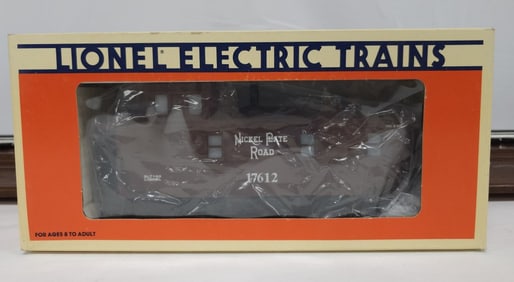 LIONEL ELECTRIC TRAINS
NICKEL PLATE
ROAD
17612
FOR AGES 8 TO ADULT